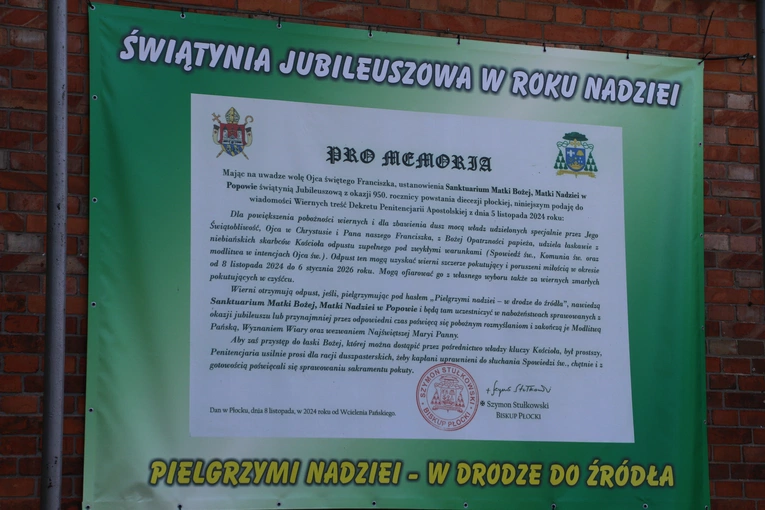 ŚWIĄTYNIA JUBILEUSZOWA W ROKU NADZIEI
PRO MEMORIA
Mając na uwadze wolę Ojca świętego Franciszka, ustanowienia Sanktuarium Matki Bożej, Matki Nadziei w
Popowie świątynią Jubileuszową z okazji 950. rocznicy powstania diecezji płockiej, niniejszym podaję do
wiadomości Wiernych treść Dekretu Penitencjarii Apostolskiej z dnia 5 listopada 2024 roku:
Dla powiększenia pobożności wiernych i dla zbawienia dusz mocą władz udzielonych specjalnie przez Jego
Świątobliwość, Ojca w Chrystusie i Pana naszego Franciszka, z Bożej Opatrzności papieża, udziela łaskawie z
niebiańskich skarbców Kościoła odpustu zupełnego pod zwykłymi warunkami (Spowiedź św., Komunia św. oraz
modlitwa w intencjach Ojca św.). Odpust ten mogą uzyskać wierni szczerze pokutujący i poruszeni miłością w okresie
od 8 listopada 2024 do 6 stycznia 2026 roku. Mogą ofiarować go z własnego wyboru także za wiernych zmarłych
pokutujących w czyśćcu.
Wierni otrzymują odpust, jeśli, pielgrzymując pod hasłem „Pielgrzymi nadziei – w drodze do źródła”, nawiedzą
Sanktuarium Matki Bożej, Matki Nadziei w Popowie i będą tam uczestniczyć w nabożeństwach sprawowanych z
okazji jubileuszu lub przynajmniej przez odpowiedni czas poświęcą się pobożnym rozmyślaniom i zakończą je Modlitwą
Pańską, Wyznaniem Wiary oraz wezwaniem Najświętszej Maryi Panny.
Aby zaś przystęp do łaski Bożej, której można dostąpić przez pośrednictwo władzy kluczy Kościoła, był prostszy,
Penitencjaria usilnie prosi dla racji duszpasterskich, żeby kapłani uprawnieni do słuchania Spowiedzi św., chętnie i z
gotowością poświęcali się sprawowaniu sakramentu pokuty.
SZYMON STUŁKOWSKI
BISKUP PŁOCKI
+ Szymon Stułkowski
✠ Szymon Stułkowski
BISKUP PŁOCKI
Dan w Płocku, dnia 8 listopada, w 2024 roku od Wcielenia Pańskiego.
PIELGRZYMI NADZIEI - W DRODZE DO ŹRÓDŁA